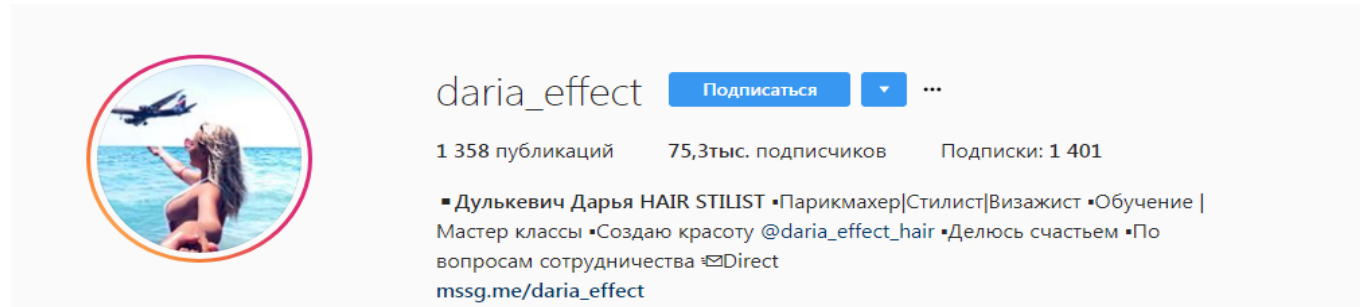 daria_effect Подписаться ...
1 358 публикаций 75,3тыс. подписчиков Подписки: 1 401
▪Дулькевич Дарья HAIR STILIST ▪Парикмахер|Стилист|Визажист ▪Обучение |
Мастер классы ▪Создаю красоту @daria_effect_hair ▪Делюсь счастьем ▪По
вопросам сотрудничества 📨Direct
mssg.me/daria_effect